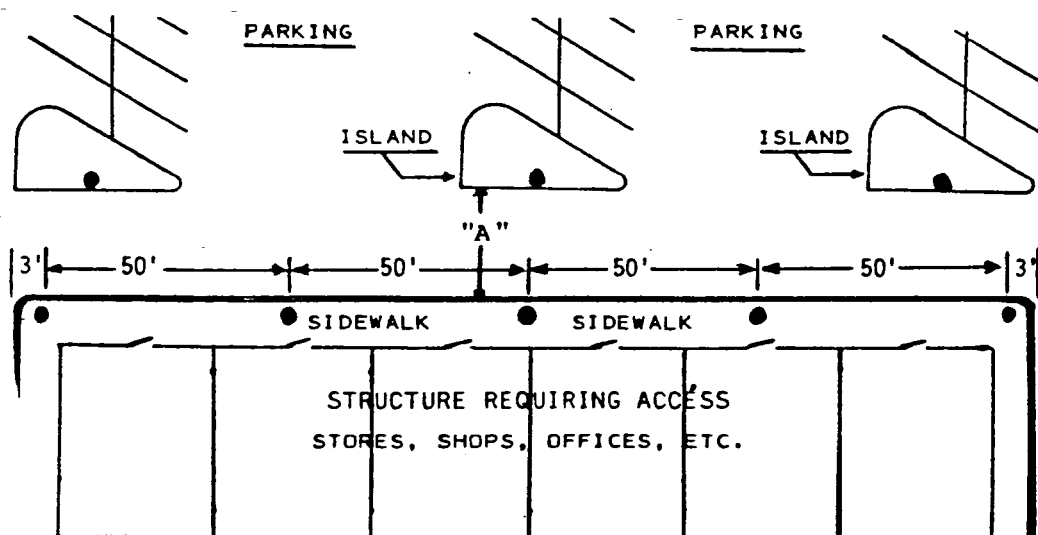 PARKING PARKING
ISLAND ISLAND
"A"
3' 50' 50' 50' 50' 3'
SIDEWALK SIDEWALK
STRUCTURE REQUIRING ACCESS
STORES, SHOPS, OFFICES, ETC.